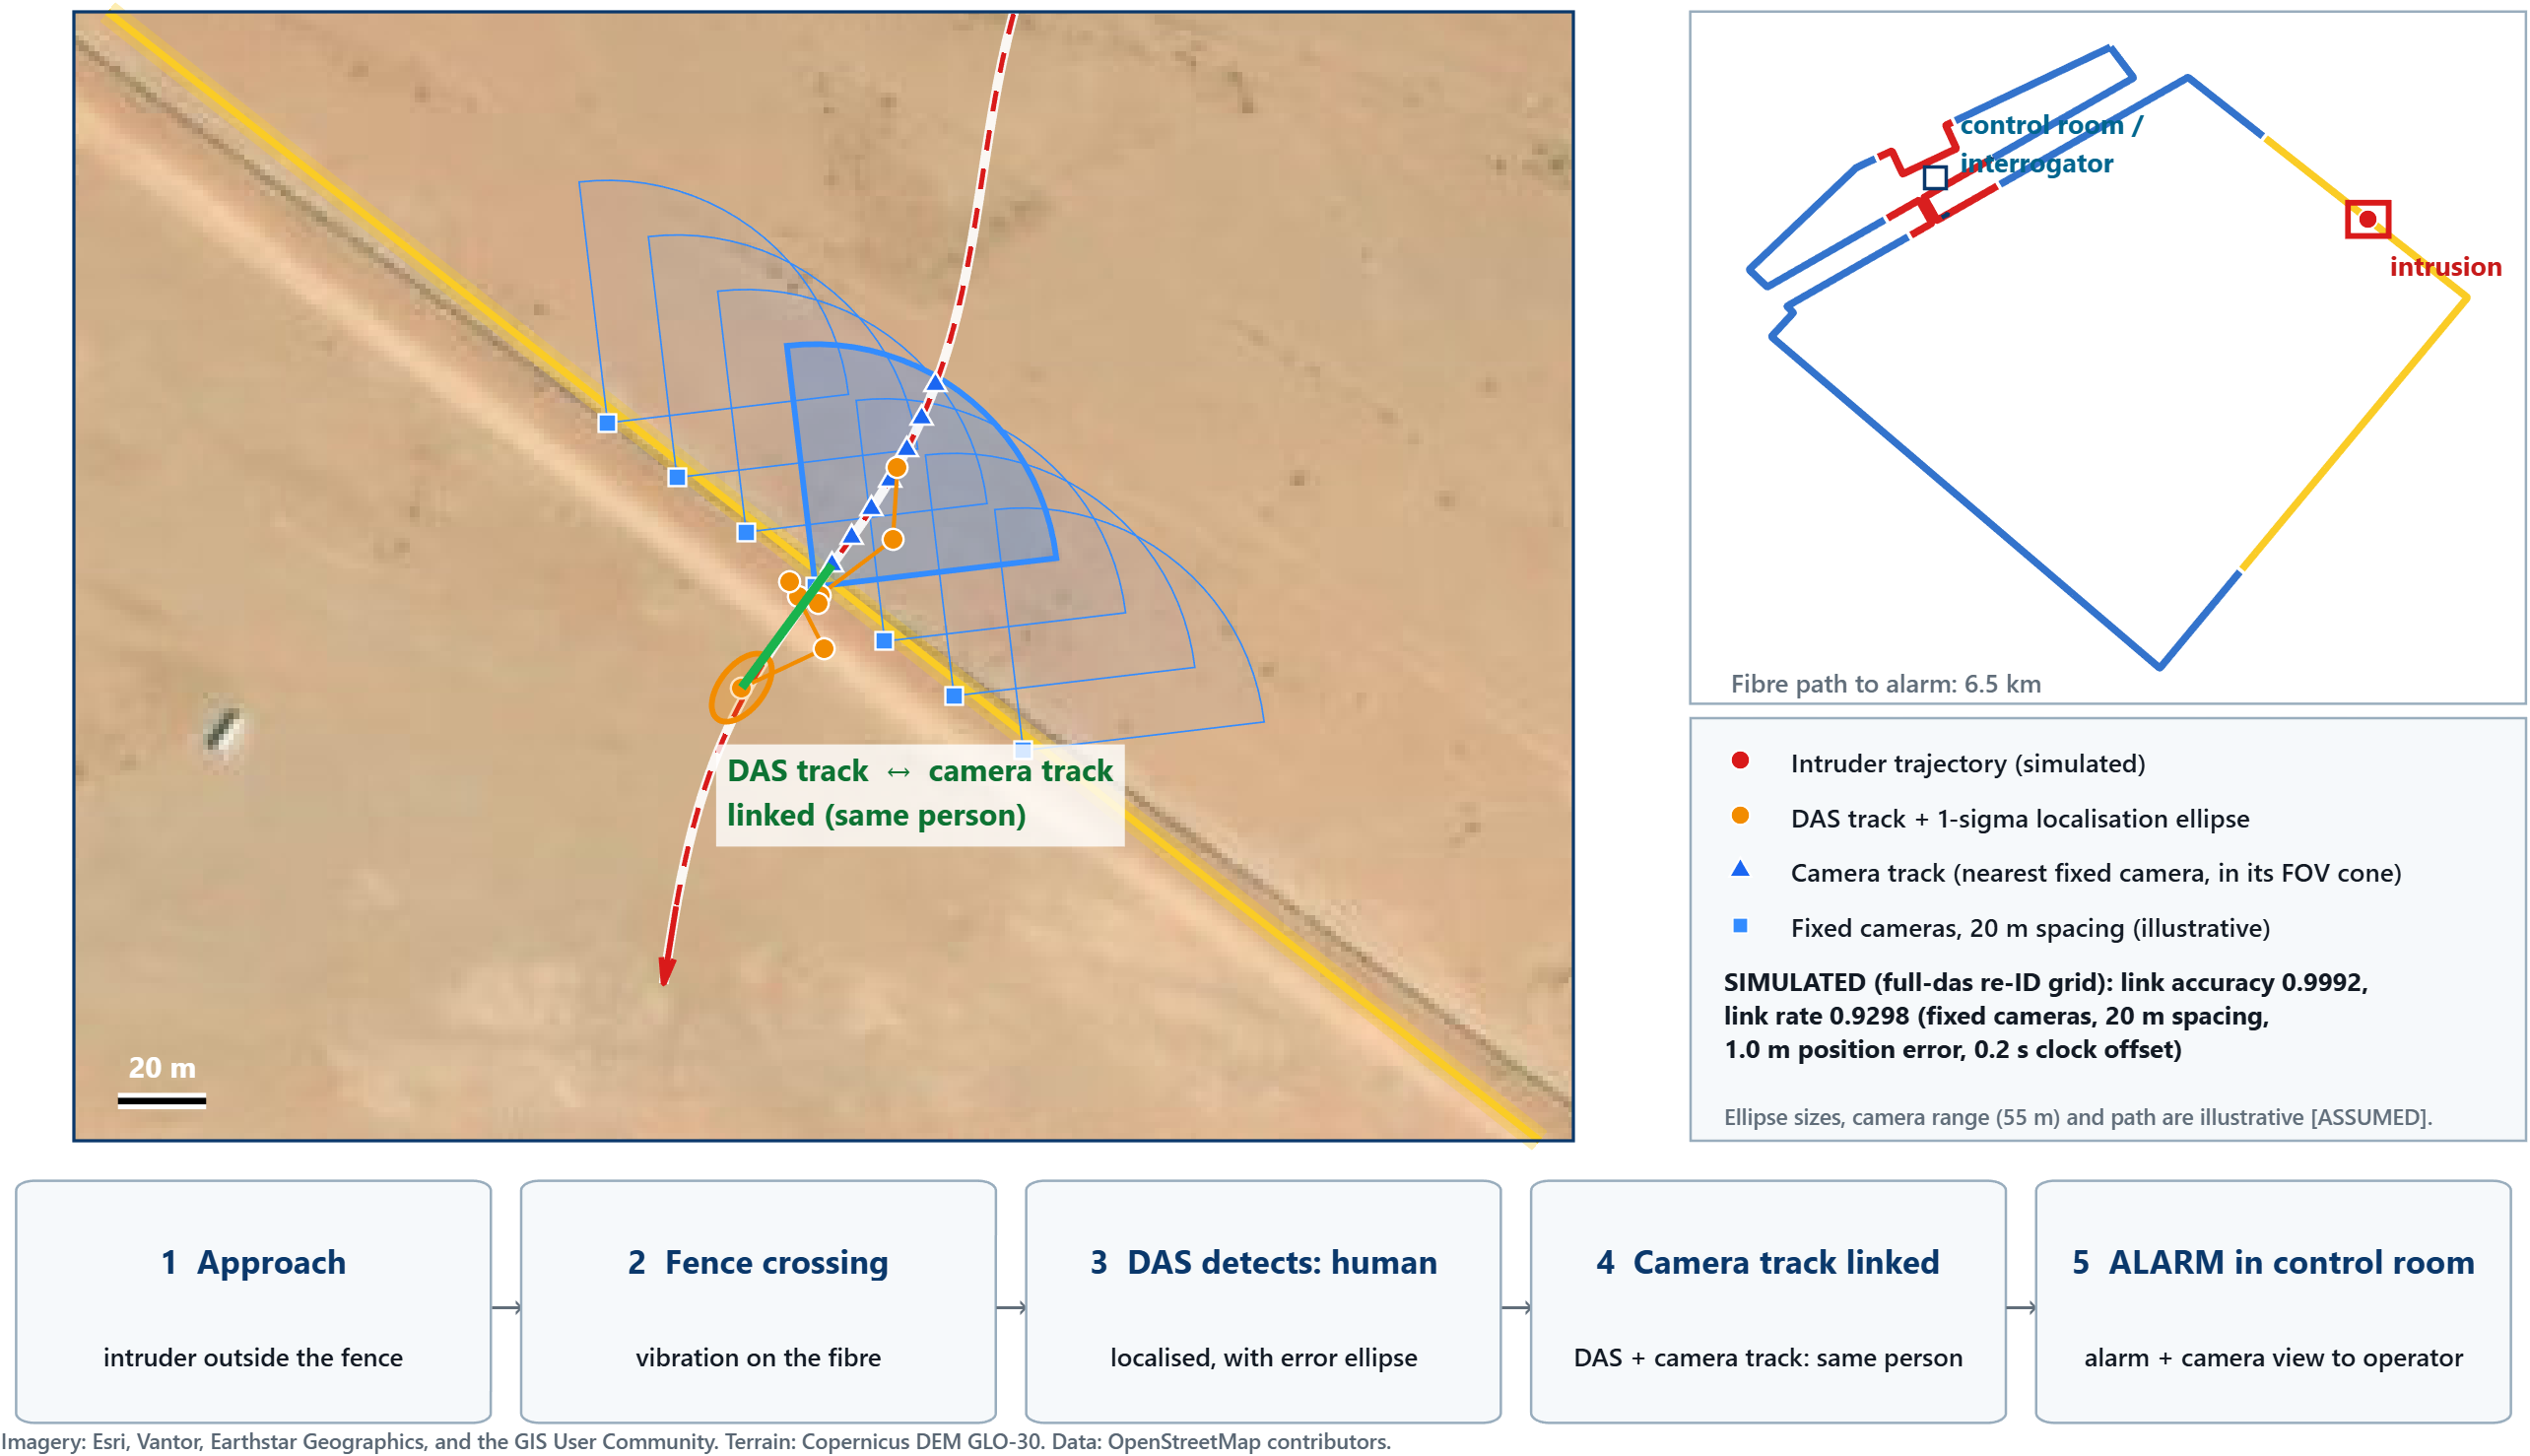 control room /
interrogator
intrusion
Fibre path to alarm: 6.5 km
DAS track ↔ camera track
linked (same person)
20 m
Intruder trajectory (simulated)
DAS track + 1-sigma localisation ellipse
Camera track (nearest fixed camera, in its FOV cone)
Fixed cameras, 20 m spacing (illustrative)
SIMULATED (full-das re-ID grid): link accuracy 0.9992,
link rate 0.9298 (fixed cameras, 20 m spacing,
1.0 m position error, 0.2 s clock offset)
Ellipse sizes, camera range (55 m) and path are illustrative [ASSUMED].
1 Approach
intruder outside the fence
2 Fence crossing
vibration on the fibre
3 DAS detects: human
localised, with error ellipse
4 Camera track linked
DAS + camera track: same person
5 ALARM in control room
alarm + camera view to operator
Imagery: Esri, Vantor, Earthstar Geographics, and the GIS User Community. Terrain: Copernicus DEM GLO-30. Data: OpenStreetMap contributors.